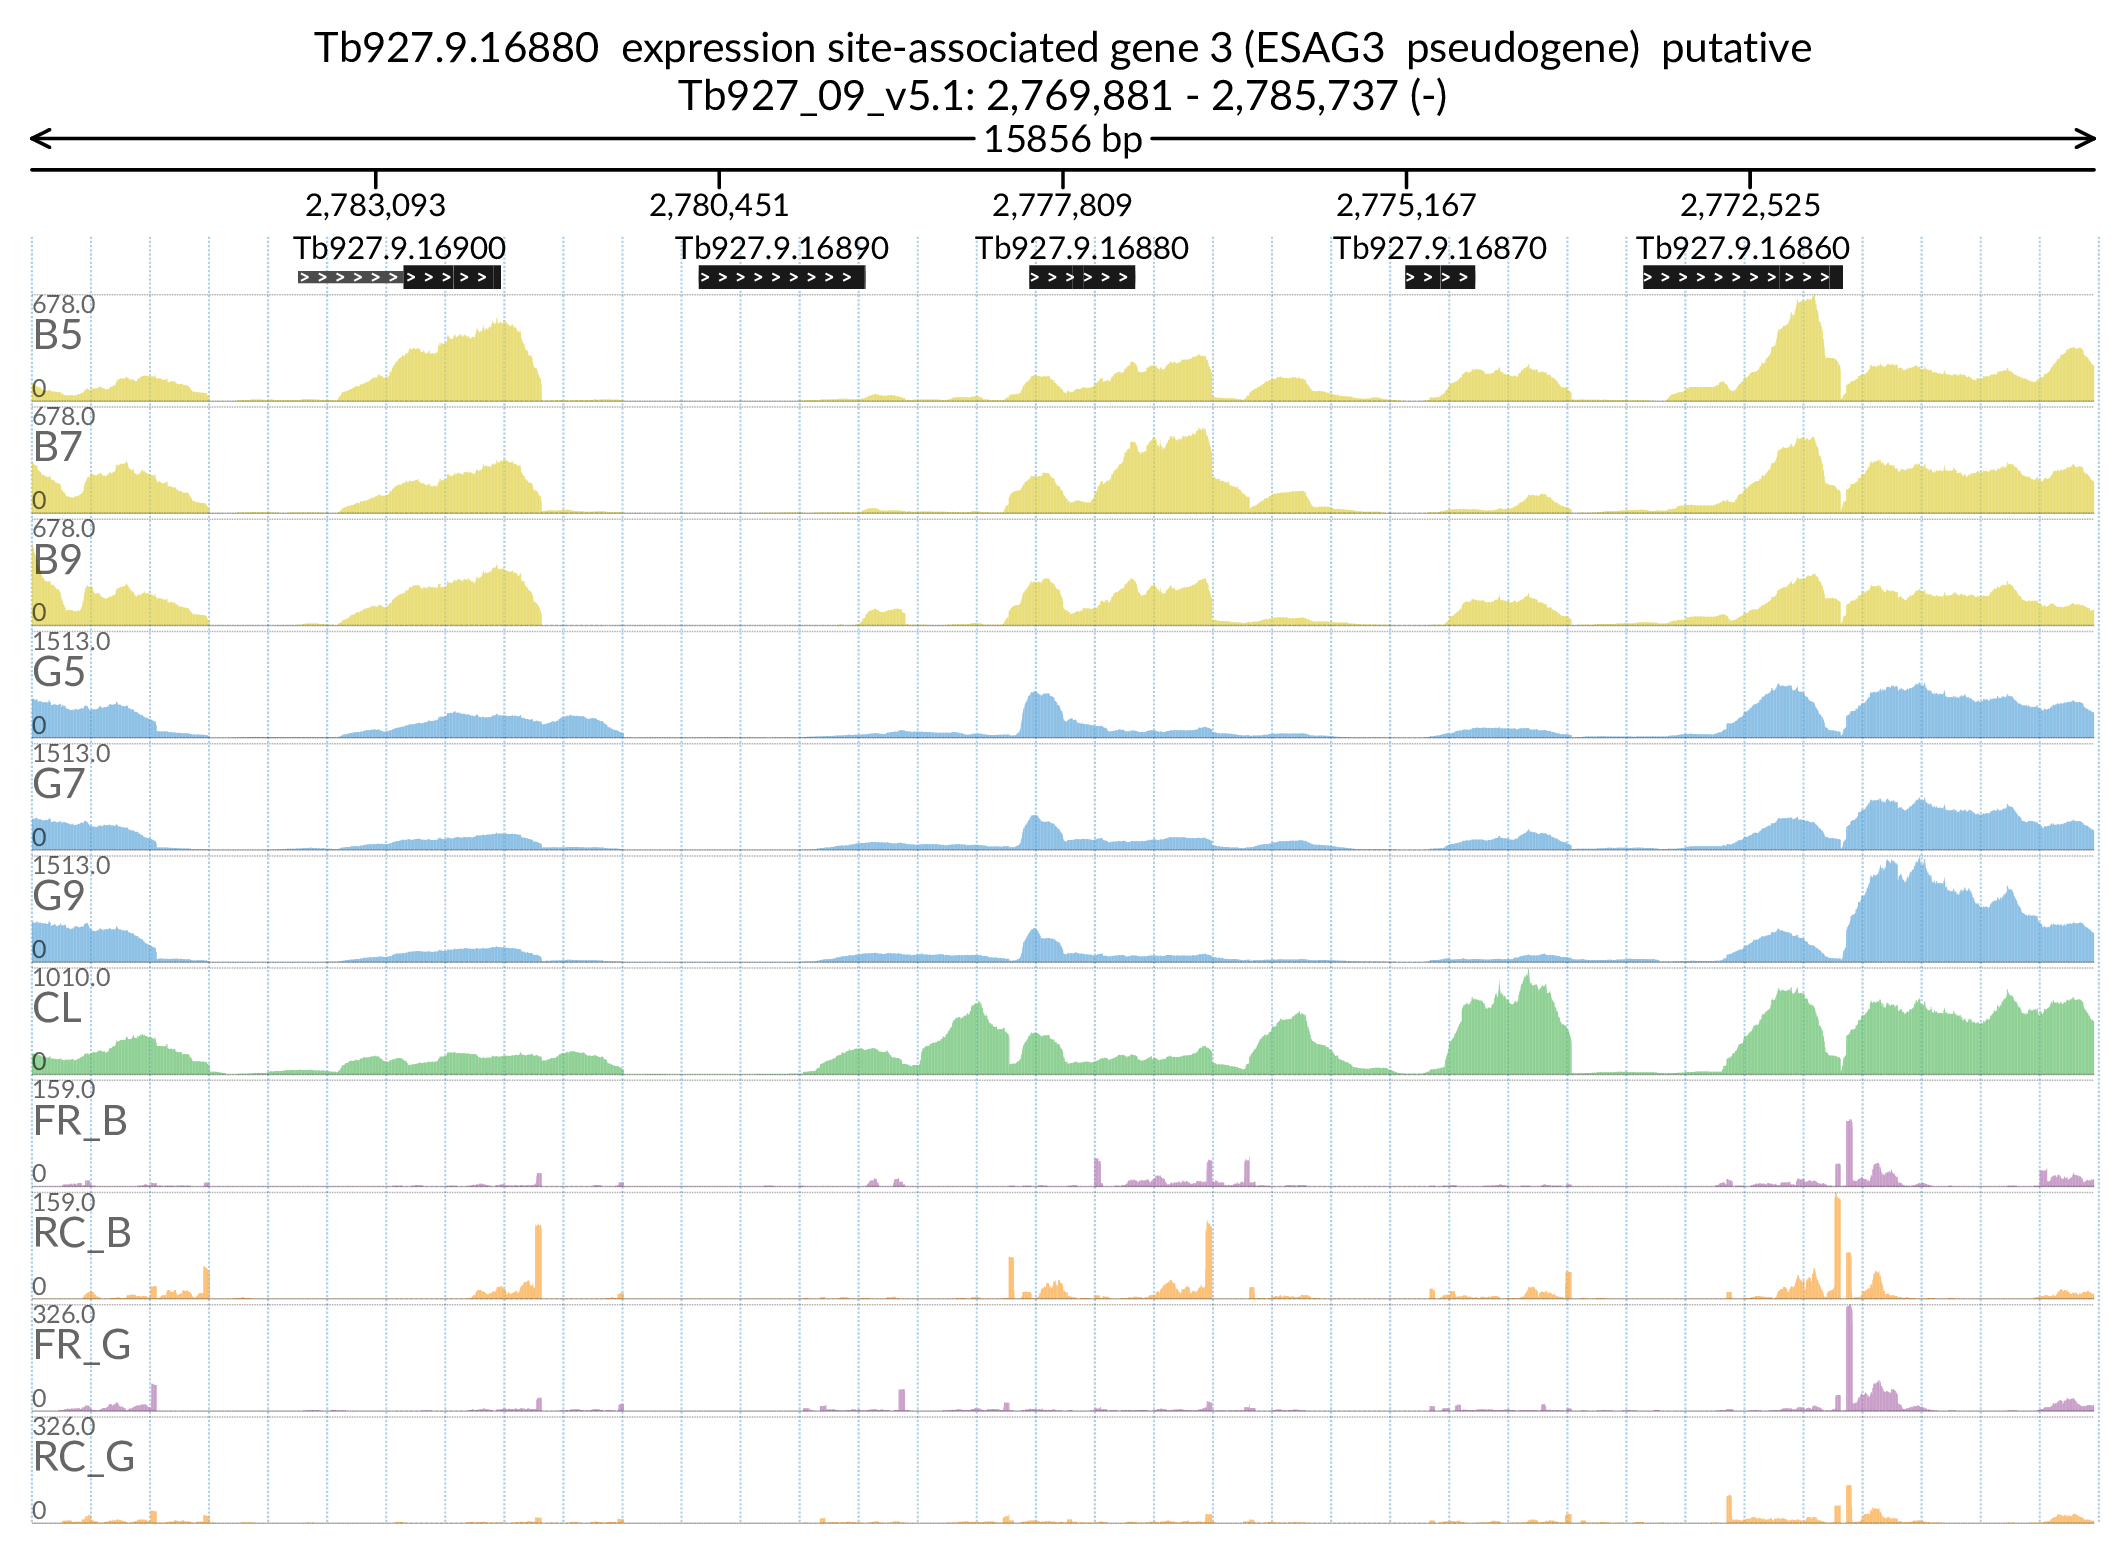 Tb927.9.16880 expression site-associated gene 3 (ESAG3 pseudogene) putative
Tb927_09_v5.1: 2,769,881 - 2,785,737 (-)
15856 bp
2,783,093 2,780,451 2,777,809 2,775,167 2,772,525
Tb927.9.16900 Tb927.9.16890 Tb927.9.16880 Tb927.9.16870 Tb927.9.16860
678.0
B5
0
678.0
B7
0
678.0
B9
0
1513.0
G5
0
1513.0
G7
0
1513.0
G9
0
1010.0
CL
0
159.0
FR_B
0
159.0
RC_B
0
326.0
FR_G
0
326.0
RC_G
0